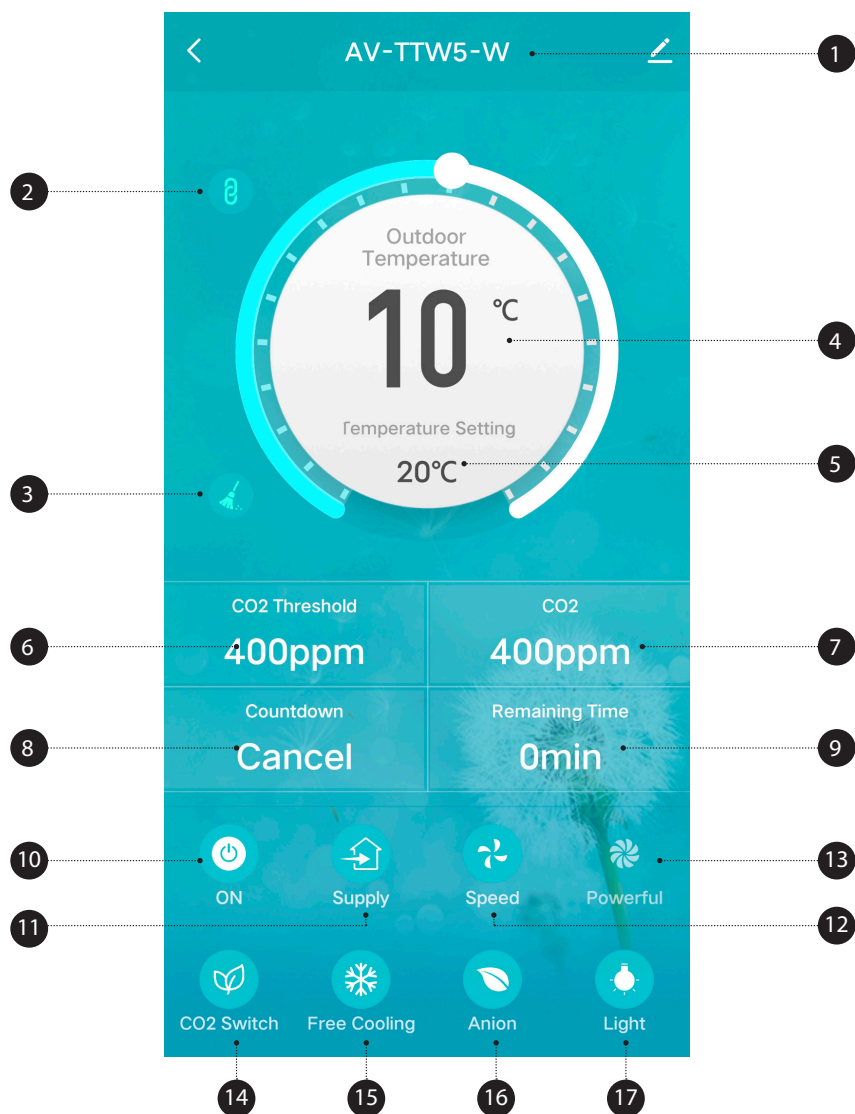 AV-TTW5-W
1
2
Outdoor
Temperature
10 °C
4
Temperature Setting
20°C
5
3
CO2 Threshold
CO2
6
400ppm
400ppm
7
Countdown
Remaining Time
8
Cancel
0min
9
10
13
ON
Supply
Speed
Powerful
11
12
CO2 Switch
Free Cooling
Anion
Light
14
15
16
17